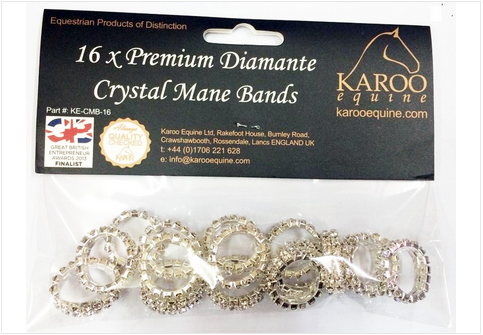 Equestrian Products of Distinction
16 x Premium Diamante
Crystal Mane Bands
KAROO
equine
karooequine.com
Part #: KE-CMB-16
GREAT BRITISH
ENTREPRENEUR
AWARDS 2013
FINALIST
QUALITY
CHECKED
Karoo Equine Ltd, Rakefoot House, Burnley Road,
Crawshawbooth, Rossendale, Lancs ENGLAND UK
t: +44 (0)1706 221 628
e: info@karooequine.com